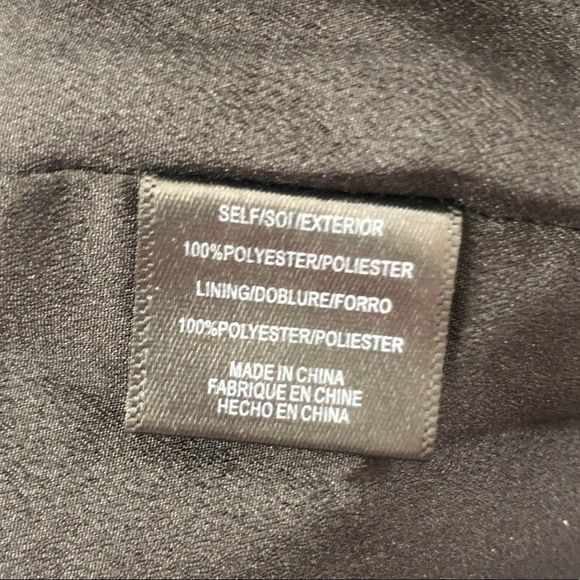 SELF/SOI/EXTERIOR
100%POLYESTER/POLIESTER
LINING/DOBLURE/FORRO
100%POLYESTER/POLIESTER
MADE IN CHINA
FABRIQUE EN CHINE
HECHO EN CHINA